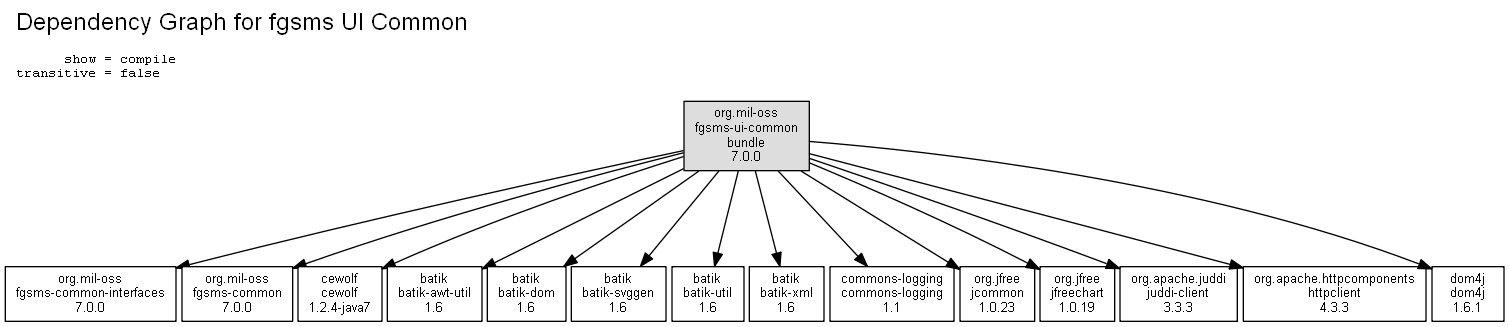 Dependency Graph for fgsms UI Common
show = compile
transitive = false
org.mil-oss
fgsms-ui-common
bundle
7.0.0
org.mil-oss
fgsms-common-interfaces
7.0.0
org.mil-oss
fgsms-common
7.0.0
cewolf
cewolf
1.2.4-java7
batik
batik-awt-util
1.6
batik
batik-dom
1.6
batik
batik-svggen
1.6
batik
batik-util
1.6
batik
batik-xml
1.6
commons-logging
commons-logging
1.1
org.jfree
jcommon
1.0.23
org.jfree
jfreechart
1.0.19
org.apache.juddi
juddi-client
3.3.3
org.apache.httpcomponents
httpclient
4.3.3
dom4j
dom4j
1.6.1